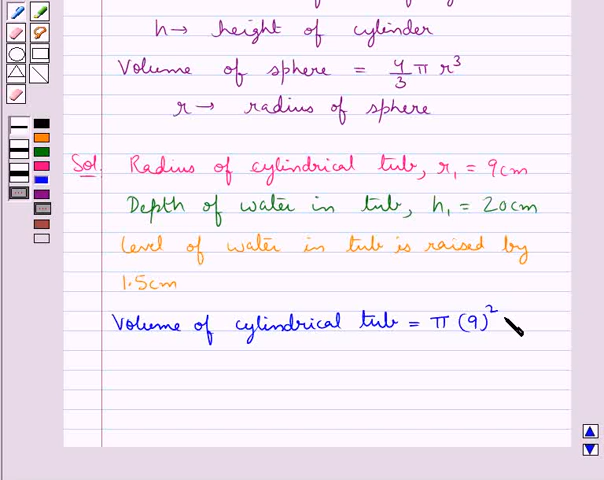 h → height of cylinder
Volume of sphere = 4/3 π r³
r → radius of sphere
Sol. Radius of cylindrical tub, r₁ = 9cm
Depth of water in tub, h₁ = 20cm
Level of water in tub is raised by
1.5cm
Volume of cylindrical tub = π (9)²